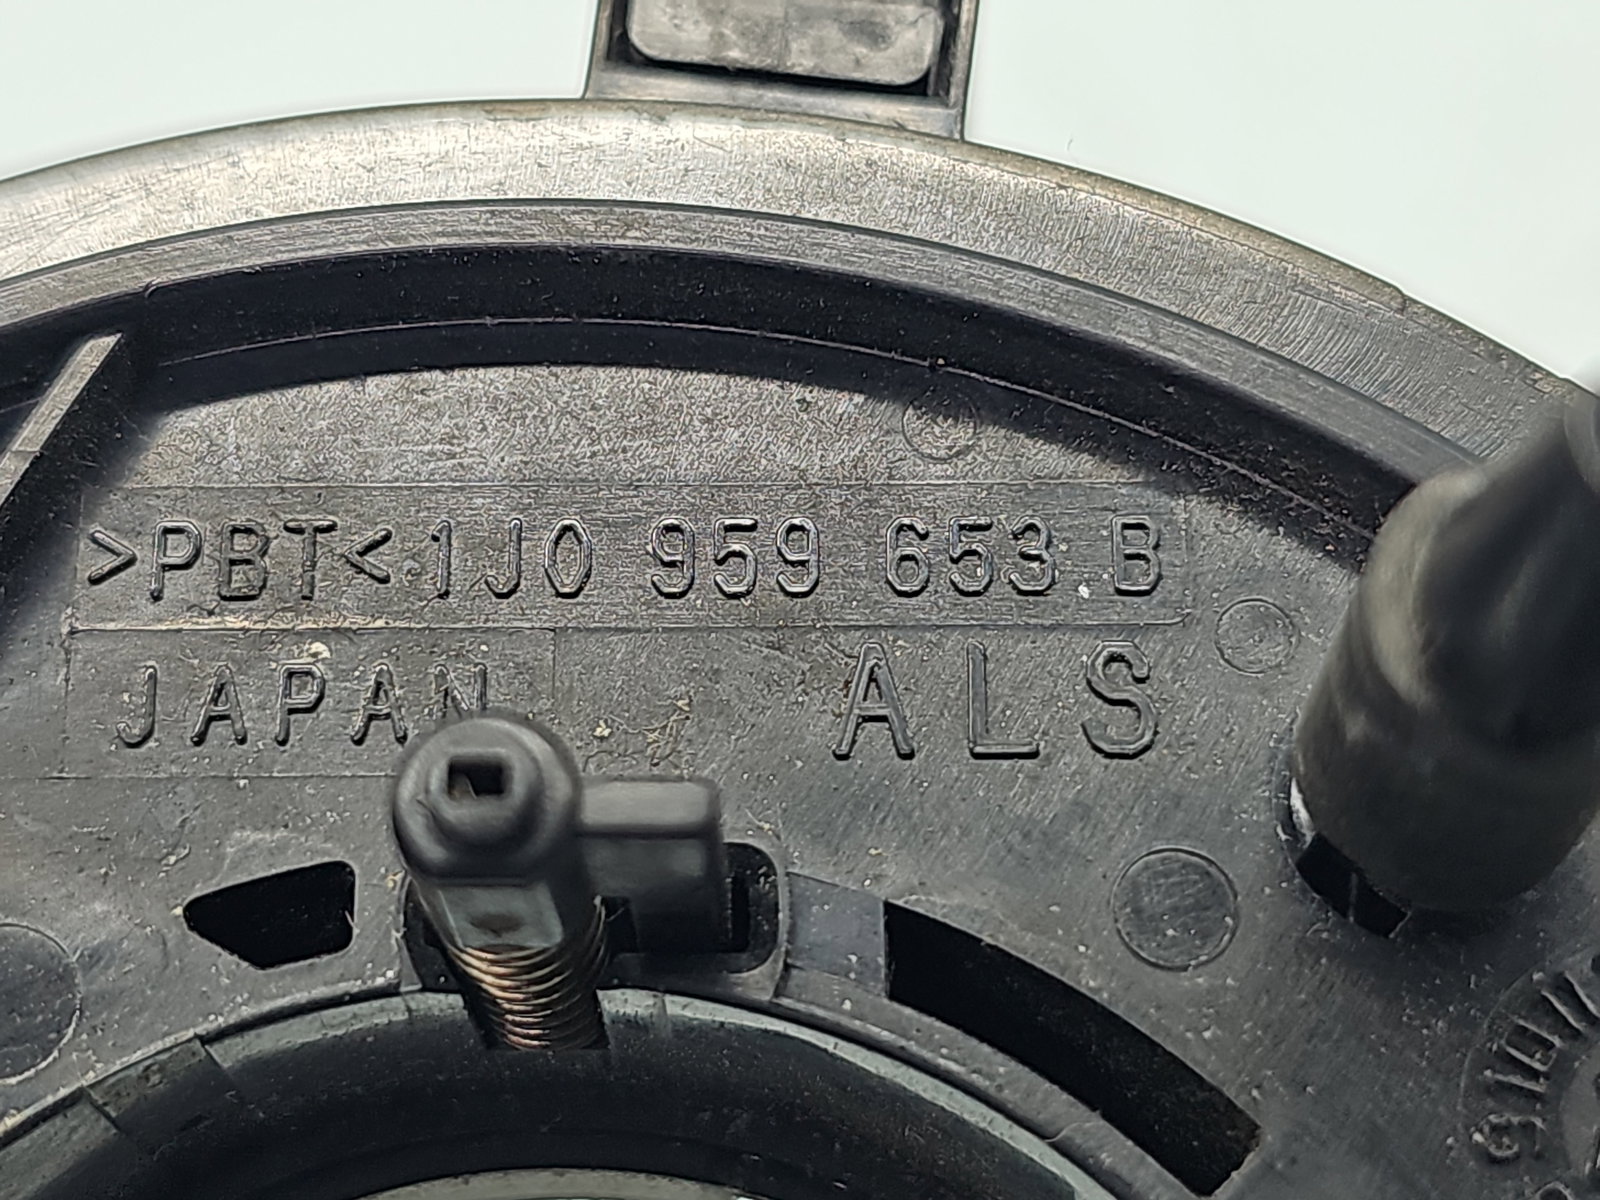 >PBT< 1J0 959 653 B
JAPAN ALS